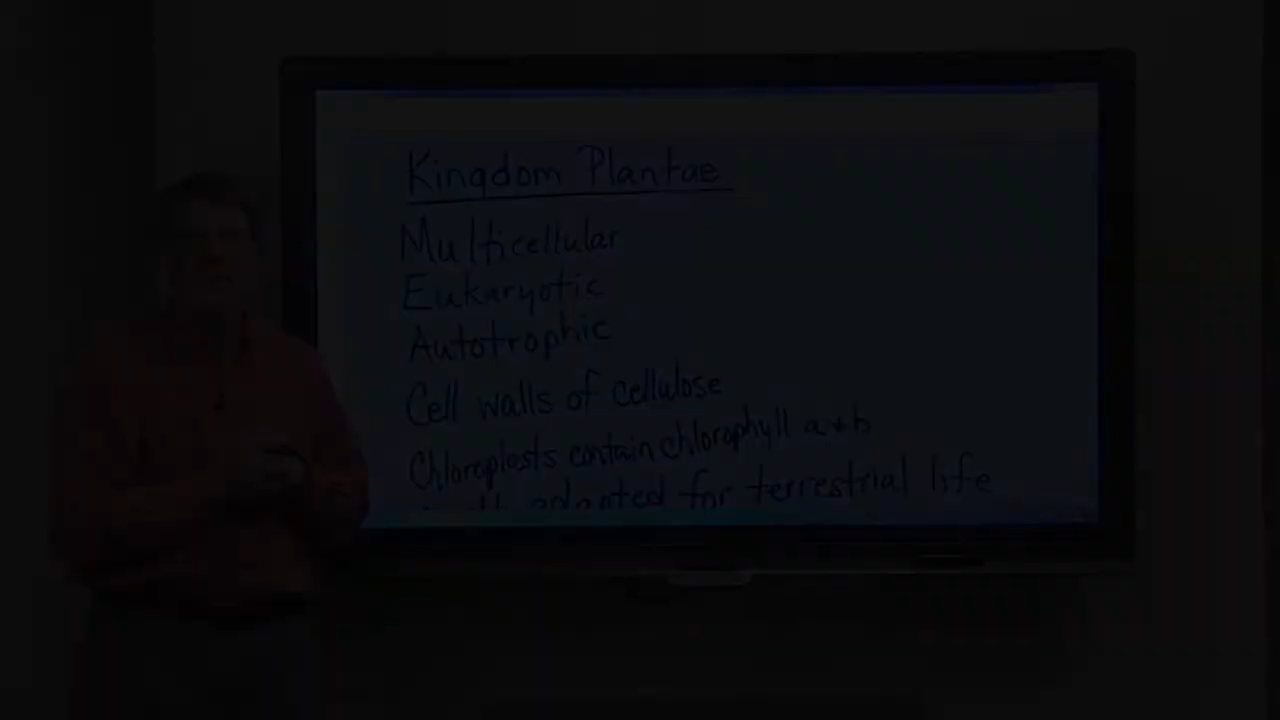 Kingdom Plantae
Multicellular
Eukaryotic
Autotrophic
Cell walls of cellulose
Chloroplasts contain chlorophyll a + b
adapted for terrestrial life